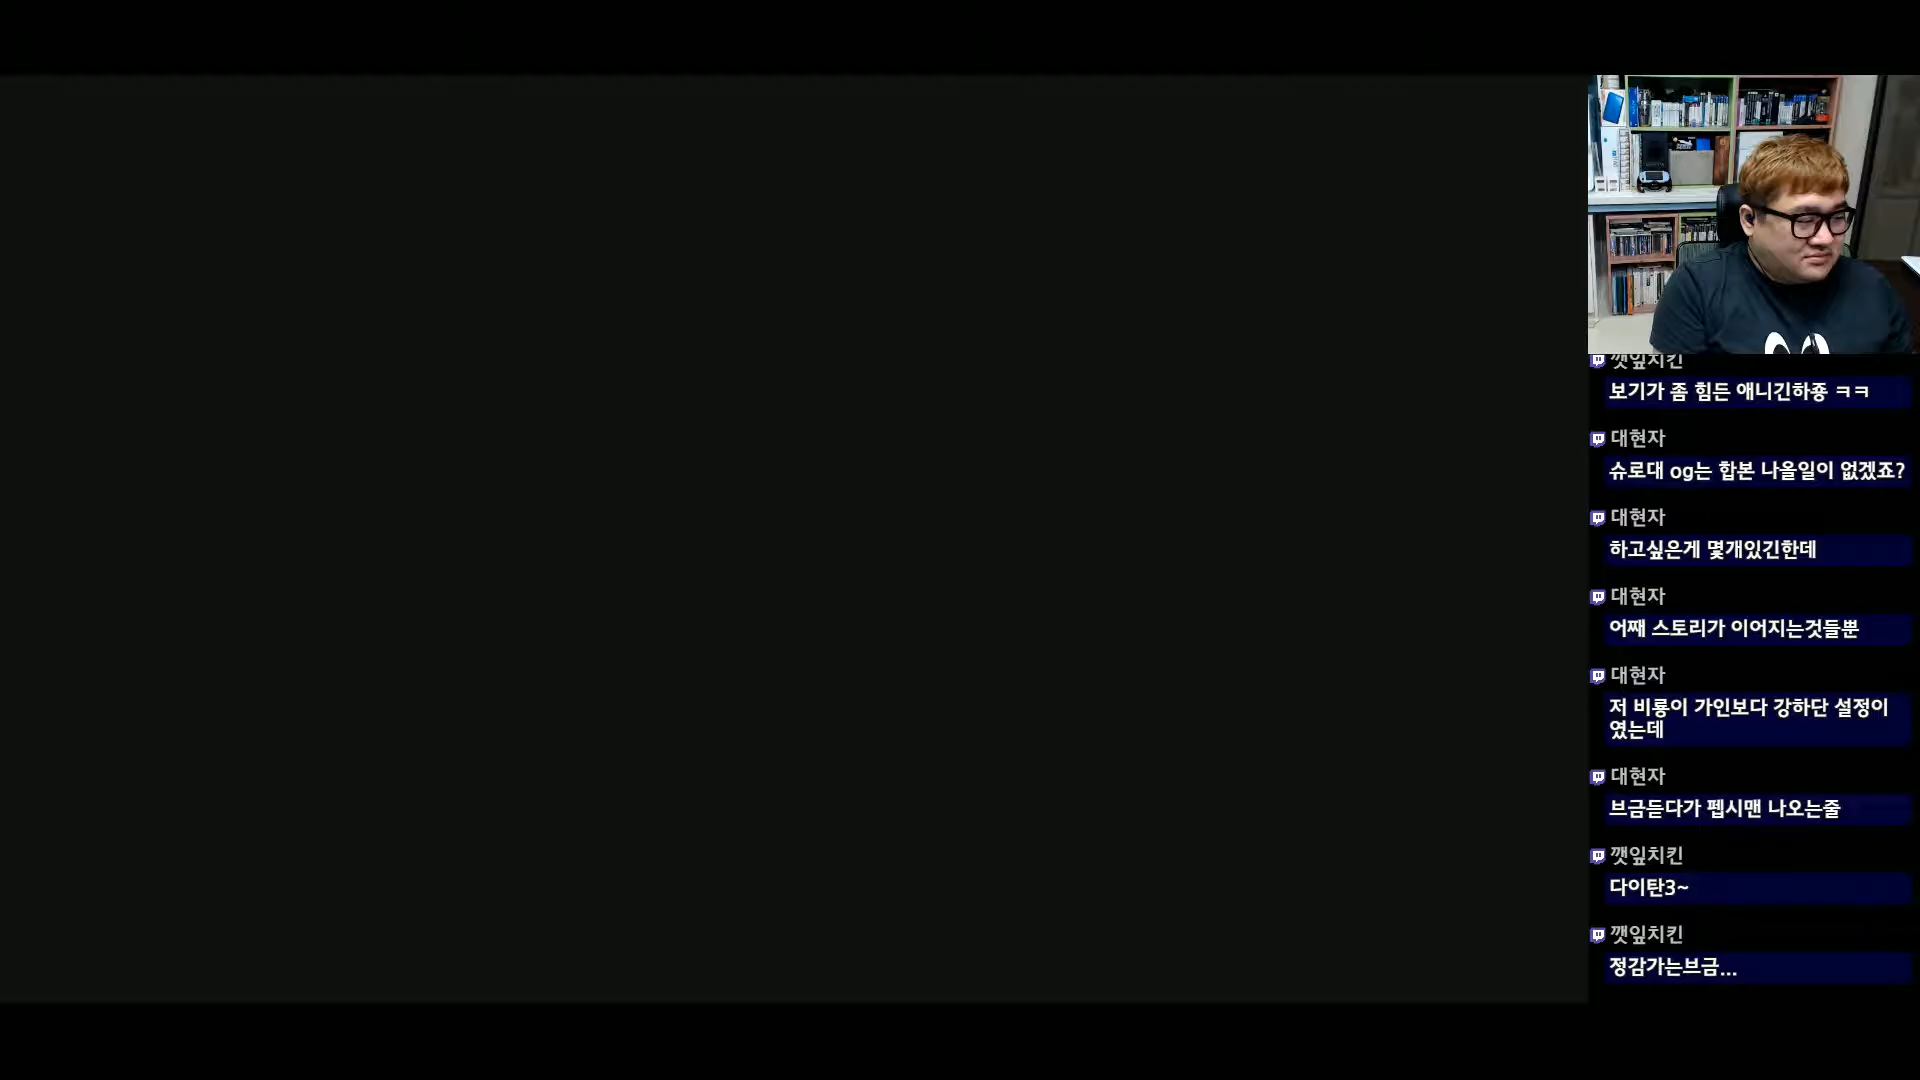 깻잎치킨
보기가 좀 힘든 애니긴하죵 ㅋㅋ
대현자
슈로대 og는 합본 나올일이 없겠죠?
대현자
하고싶은게 몇개있긴한데
대현자
어째 스토리가 이어지는것들뿐
대현자
저 비룡이 가인보다 강하단 설정이
였는데
대현자
브금듣다가 펩시맨 나오는줄
깻잎치킨
다이탄3~
깻잎치킨
정감가는브금...